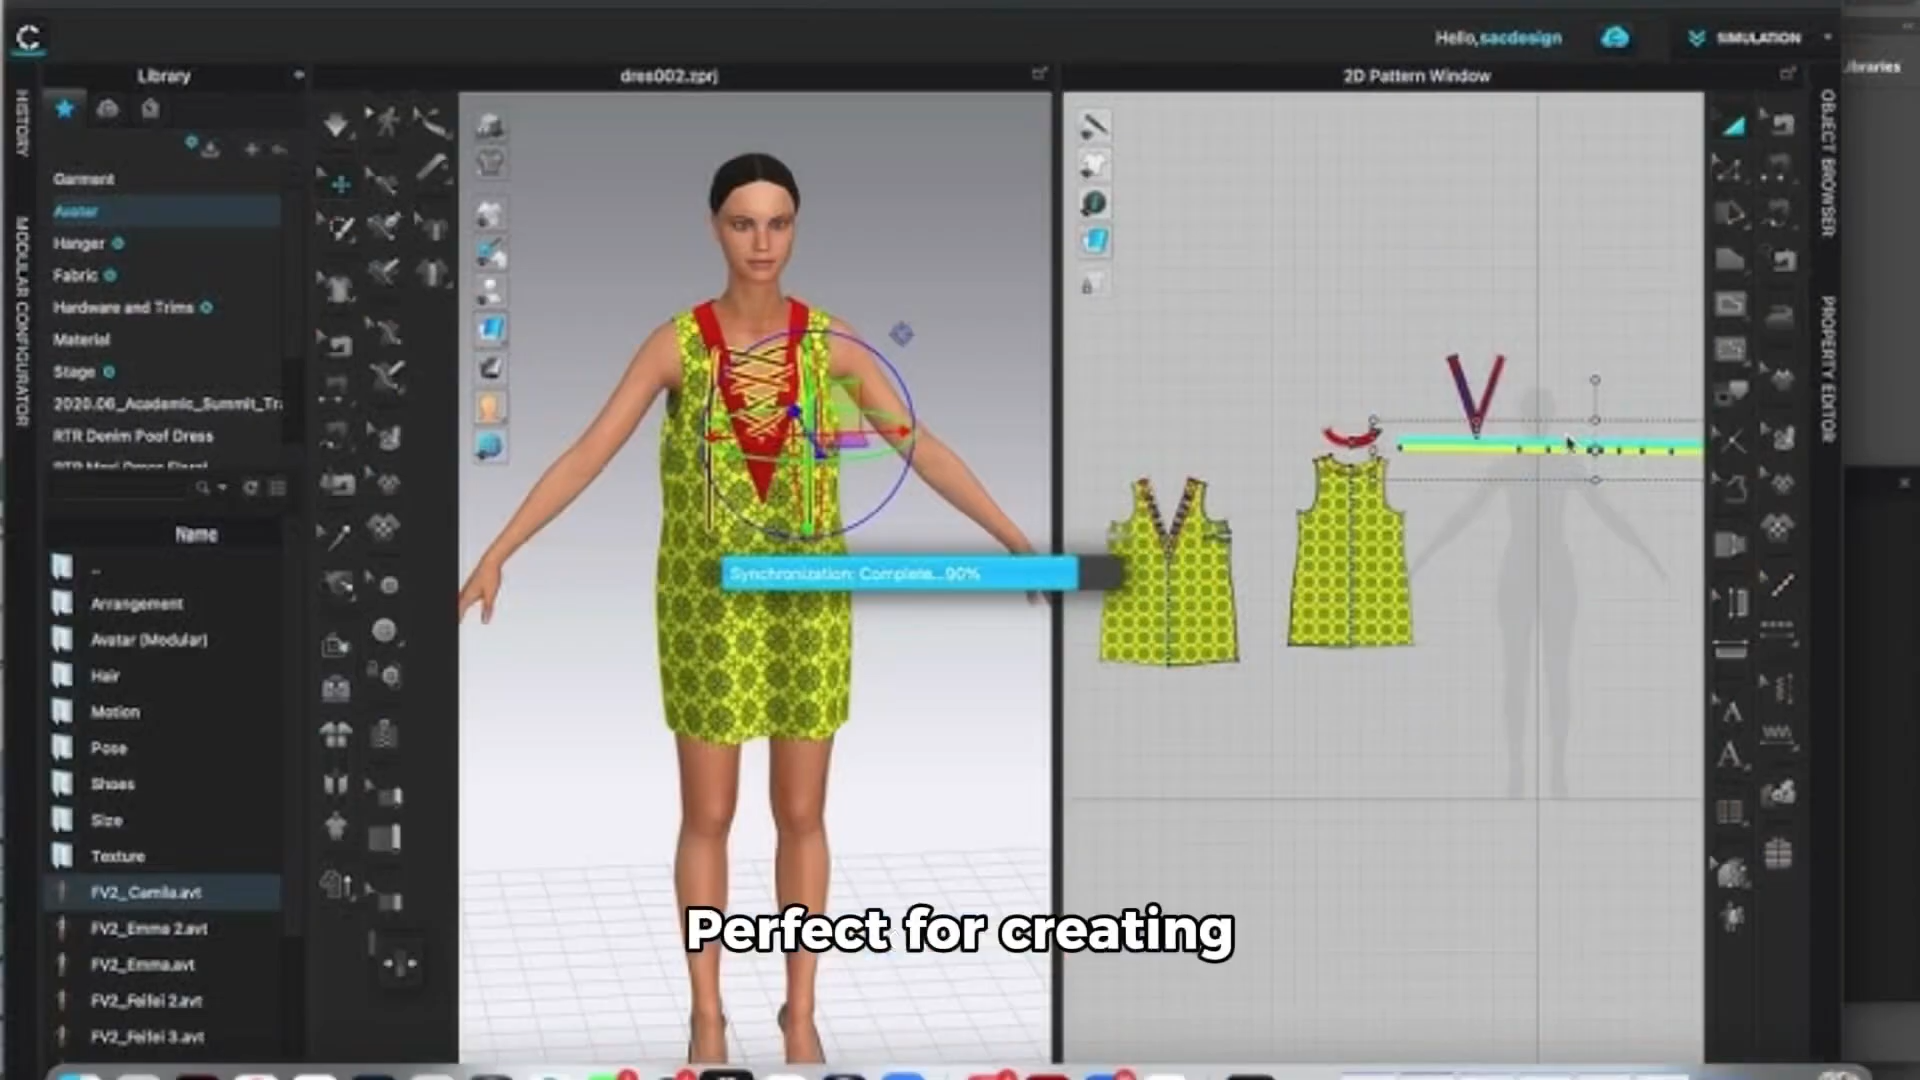 Hello,sacdesign
SIMULATION
Libraries
Library
dres002.zprj
2D Pattern Window
HISTORY
MODULAR CONFIGURATOR
OBJECT BROWSER
PROPERTY EDITOR
Garment
Avatar
Hanger
Fabric
Hardware and Trims
Material
Stage
2020.06_Academic_Summit_Tr
RTR Denim Poof Dress
Name
..
Arrangement
Avatar (Modular)
Hair
Motion
Pose
Shoes
Size
Texture
FV2_Camila.avt
FV2_Emma 2.avt
FV2_Emma.avt
FV2_Feifei 2.avt
FV2_Feifei 3.avt
Synchronization: Complete...90%
Perfect for creating